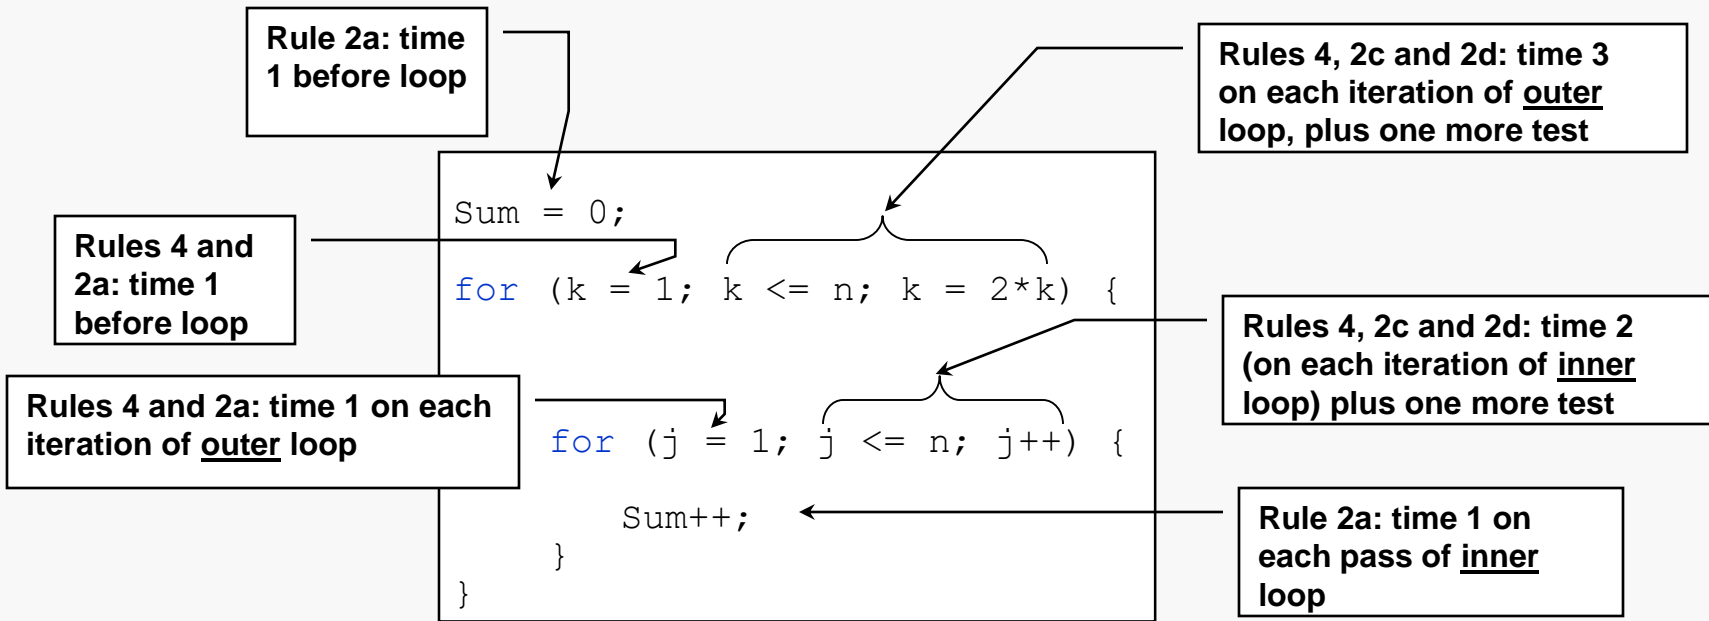 Rule 2a: time
1 before loop
Rules 4, 2c and 2d: time 3
on each iteration of outer
loop, plus one more test
Sum = 0;
Rules 4 and
2a: time 1
before loop
for (k = 1; k <= n; k = 2*k) {
Rules 4, 2c and 2d: time 2
(on each iteration of inner
loop) plus one more test
Rules 4 and 2a: time 1 on each
iteration of outer loop
for (j = 1; j <= n; j++) {
Sum++;
Rule 2a: time 1 on
each pass of inner
loop
}
}